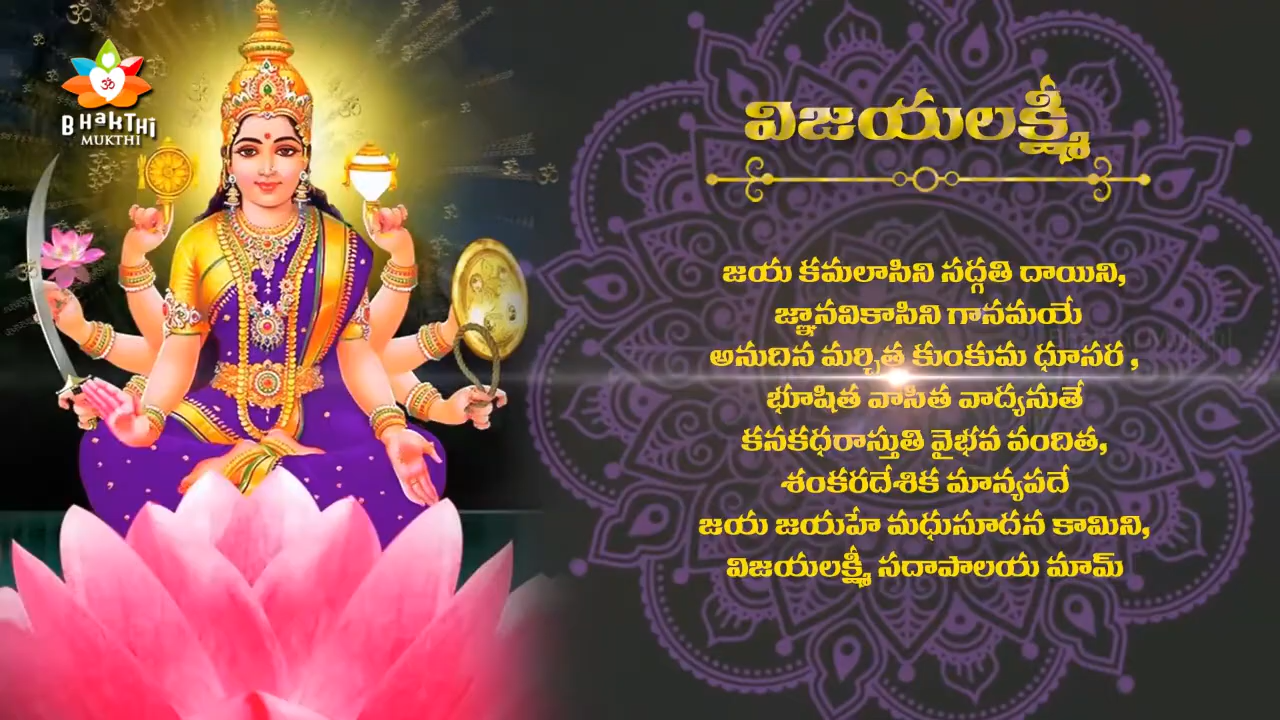 BHAKTHI
MUKTHI
విజయలక్ష్మీ
జయ కమలాసిని సద్గతి దాయిని,
జ్ఞానవికాసిని గానమయే
అనుదిన మర్చిత కుంకుమ ధూసర ,
భూషిత వాసిత వాద్యనుతే
కనకధరాస్తుతి వైభవ వందిత,
శంకరదేశిక మాన్యపదే
జయ జయహే మధుసూదన కామిని,
విజయలక్ష్మీ సదాపాలయ మామ్